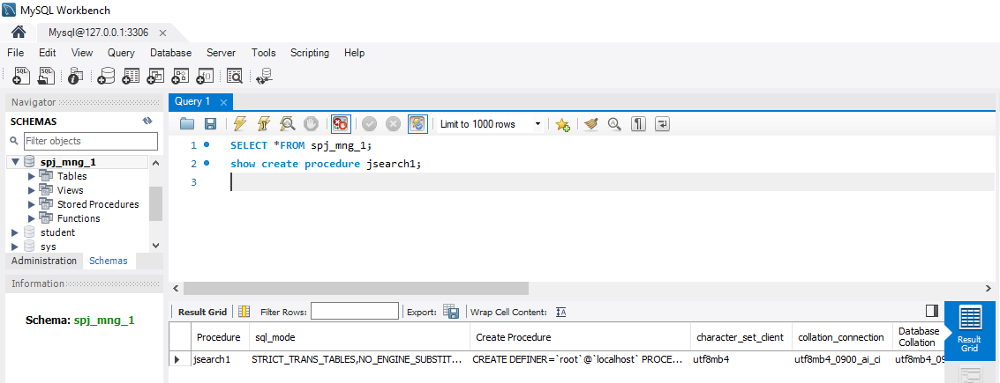 MySQL Workbench
Mysql@127.0.0.1:3306
File Edit View Query Database Server Tools Scripting Help
Navigator
SCHEMAS
Filter objects
spj_mng_1
Tables
Views
Stored Procedures
Functions
student
sys
Administration Schemas
Information
Schema: spj_mng_1
Query 1
Limit to 1000 rows
1 SELECT *FROM spj_mng_1;
2 show create procedure jsearch1;
3
Result Grid Filter Rows: Export: Wrap Cell Content: IA
Procedure sql_mode Create Procedure character_set_client collation_connection Database Collation
jsearch1 STRICT_TRANS_TABLES,NO_ENGINE_SUBSTIT... CREATE DEFINER=`root`@`localhost` PROCE... utf8mb4 utf8mb4_0900_ai_ci utf8mb4_09
Result Grid